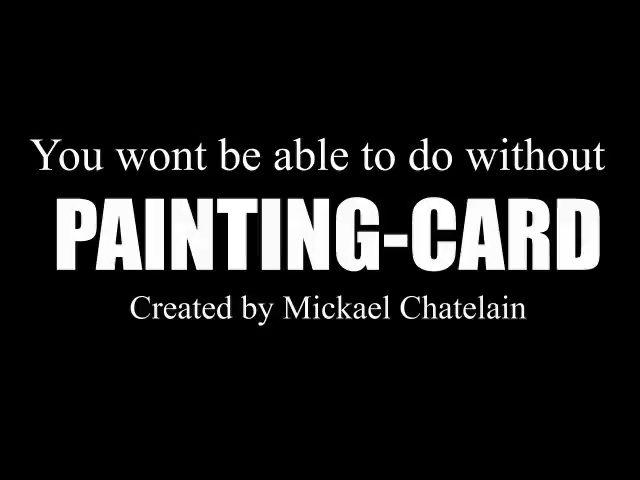 You wont be able to do without
PAINTING-CARD
Created by Mickael Chatelain